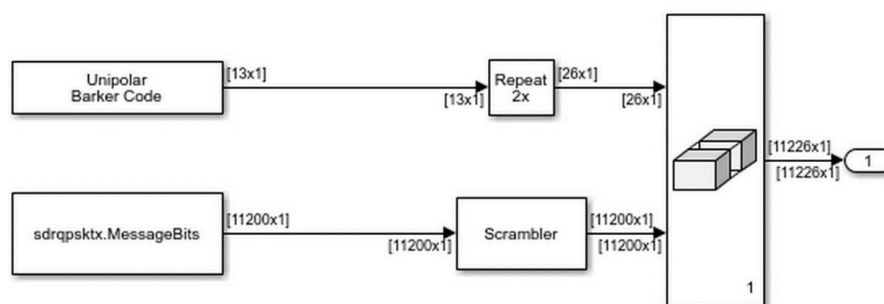 Unipolar
Barker Code
[13x1]
[13x1]
Repeat
2x
[26x1]
[26x1]
sdrqpsktx.MessageBits
[11200x1]
[11200x1]
Scrambler
[11200x1]
[11200x1]
1
[11226x1]
[11226x1]
1